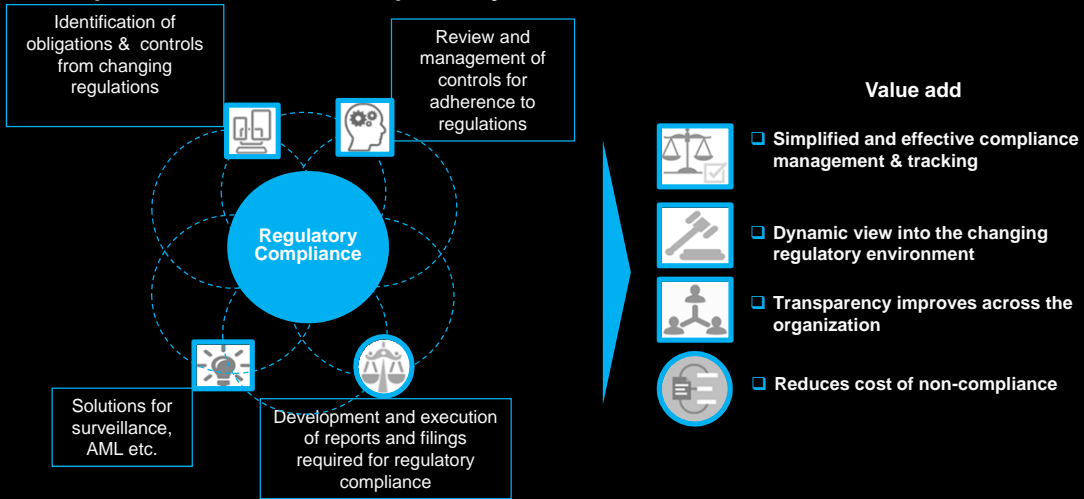 Identification of
obligations & controls
from changing
regulations
Review and
management of
controls for
adherence to
regulations
Regulatory
Compliance
Solutions for
surveillance,
AML etc.
Development and execution
of reports and filings
required for regulatory
compliance
Value add
Simplified and effective compliance
management & tracking
Dynamic view into the changing
regulatory environment
Transparency improves across the
organization
Reduces cost of non-compliance